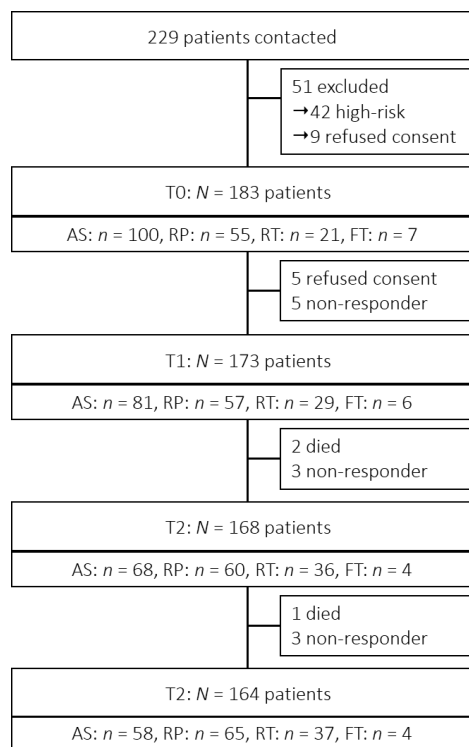 229 patients contacted
51 excluded
→42 high-risk
→9 refused consent
T0: N = 183 patients
AS: n = 100, RP: n = 55, RT: n = 21, FT: n = 7
5 refused consent
5 non-responder
T1: N = 173 patients
AS: n = 81, RP: n = 57, RT: n = 29, FT: n = 6
2 died
3 non-responder
T2: N = 168 patients
AS: n = 68, RP: n = 60, RT: n = 36, FT: n = 4
1 died
3 non-responder
T2: N = 164 patients
AS: n = 58, RP: n = 65, RT: n = 37, FT: n = 4